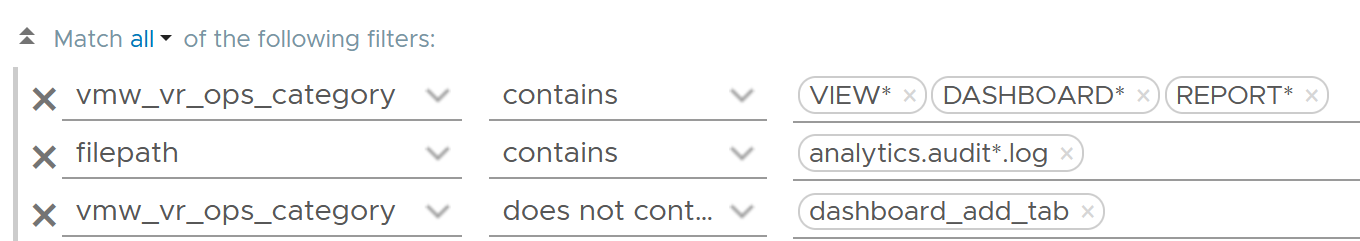 Match all of the following filters:
vmw_vr_ops_category contains VIEW* × DASHBOARD* × REPORT* ×
filepath contains analytics.audit*.log ×
vmw_vr_ops_category does not cont... dashboard_add_tab ×